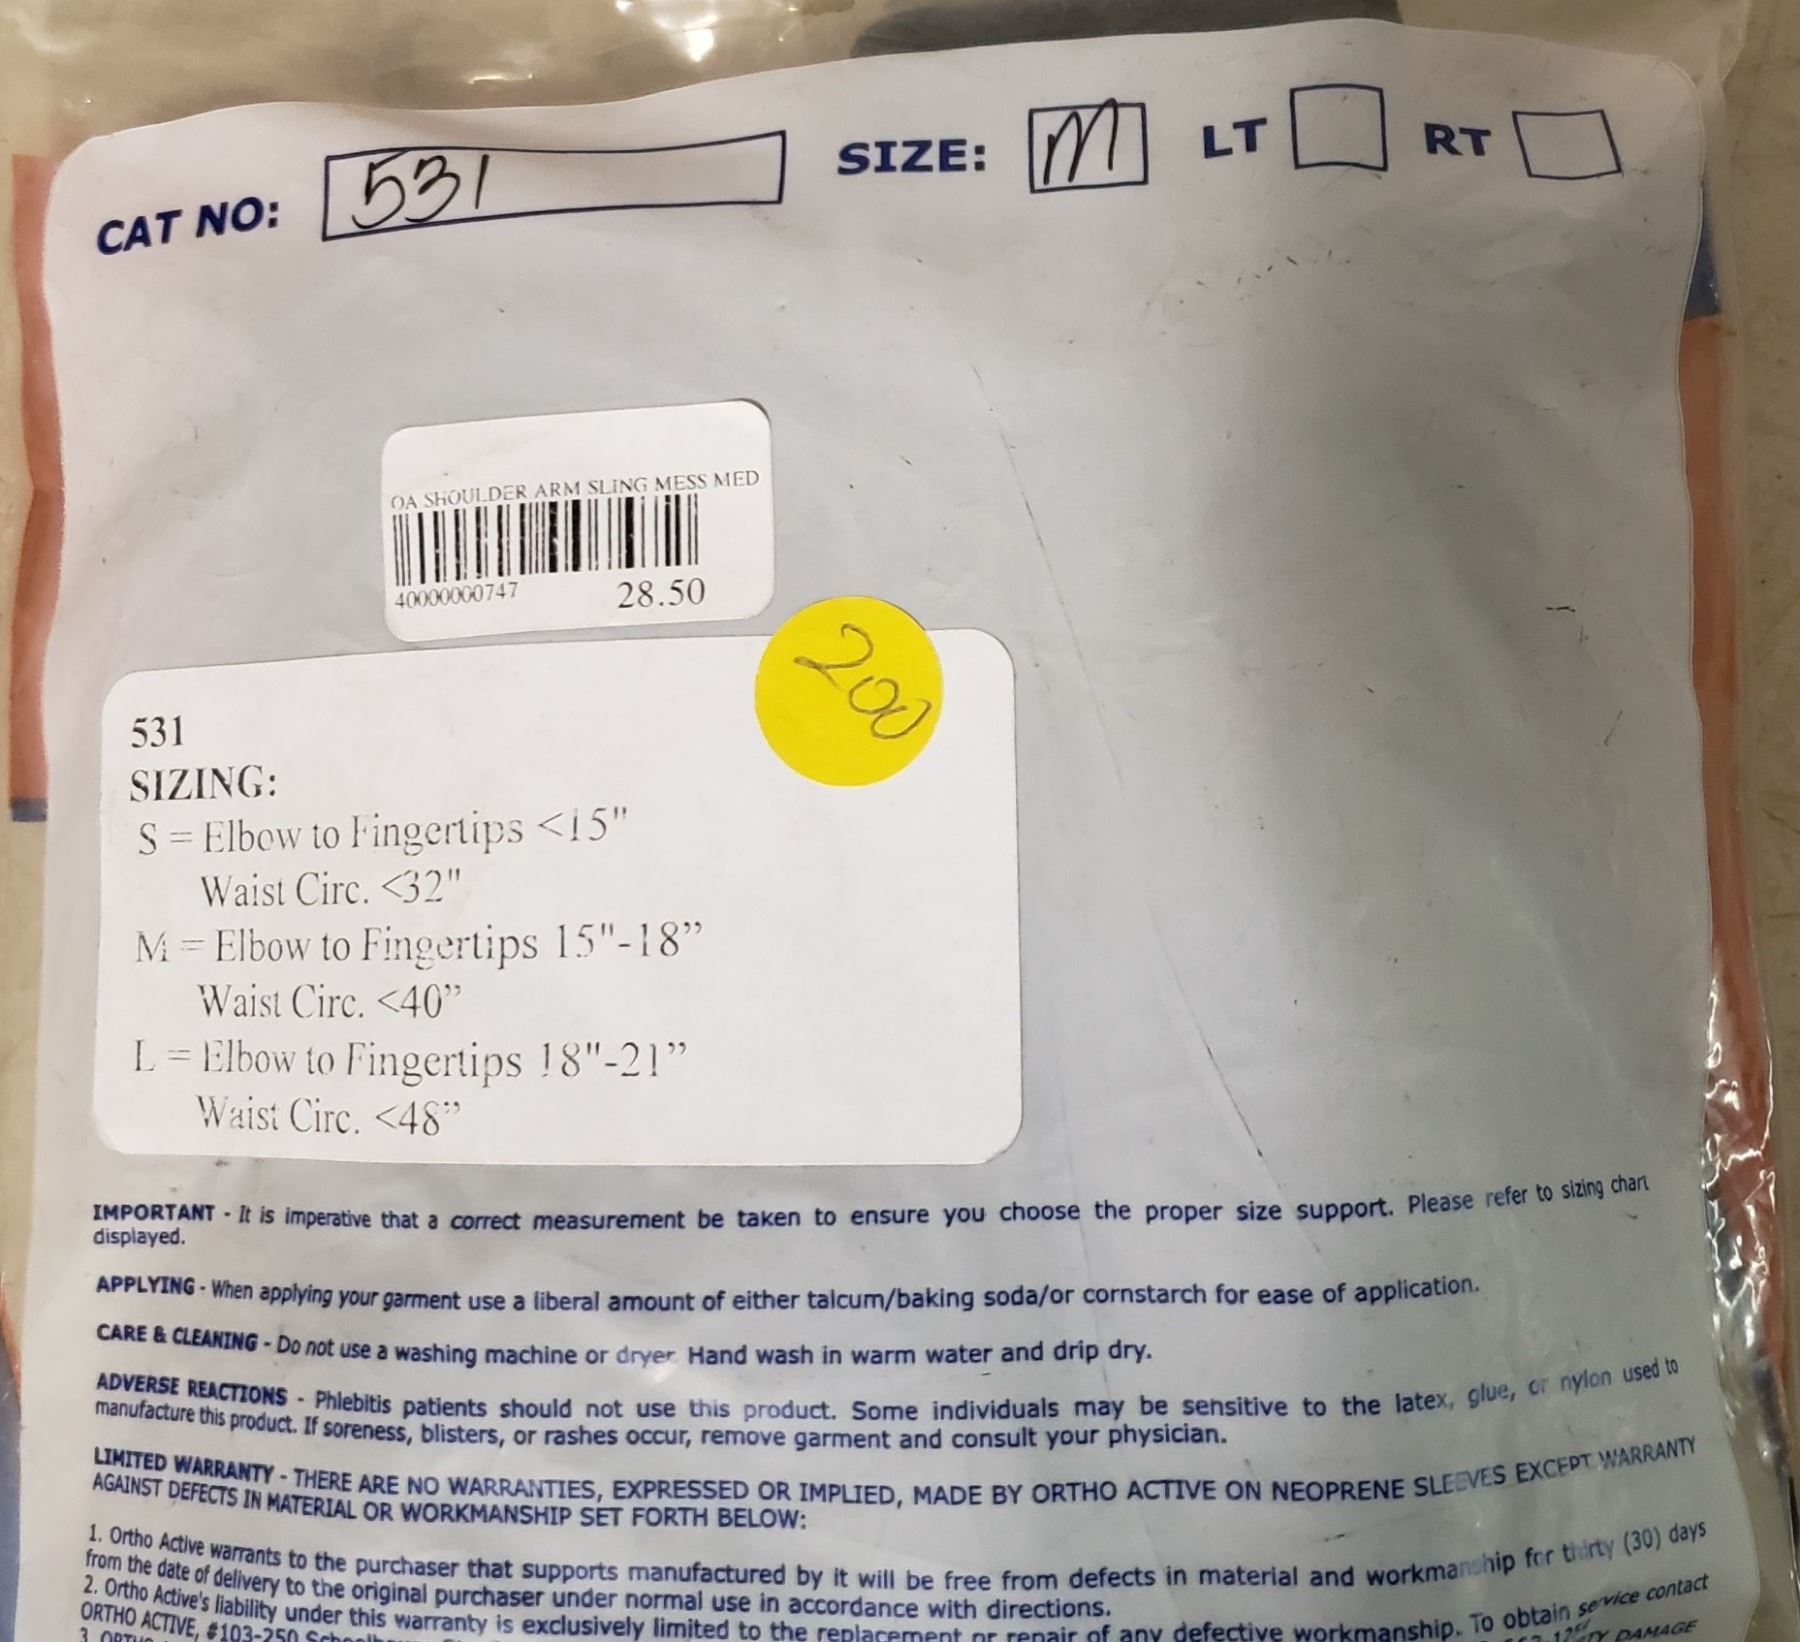 CAT NO: 531 SIZE: M LT RT
OA SHOULDER ARM SLING MESS MED
40000000747 28.50
200
531
SIZING:
S = Elbow to Fingertips <15"
Waist Circ. <32"
M = Elbow to Fingertips 15"-18”
Waist Circ. <40”
L = Elbow to Fingertips 18"-21”
Waist Circ. <48”
IMPORTANT - It is imperative that a correct measurement be taken to ensure you choose the proper size support. Please refer to sizing chart
displayed.
APPLYING - When applying your garment use a liberal amount of either talcum/baking soda/or cornstarch for ease of application.
CARE & CLEANING - Do not use a washing machine or dryer. Hand wash in warm water and drip dry.
ADVERSE REACTIONS - Phlebitis patients should not use this product. Some individuals may be sensitive to the latex, glue, or nylon used to
manufacture this product. If soreness, blisters, or rashes occur, remove garment and consult your physician.
LIMITED WARRANTY - THERE ARE NO WARRANTIES, EXPRESSED OR IMPLIED, MADE BY ORTHO ACTIVE ON NEOPRENE SLEEVES EXCEPT WARRANTY
AGAINST DEFECTS IN MATERIAL OR WORKMANSHIP SET FORTH BELOW:
1. Ortho Active warrants to the purchaser that supports manufactured by it will be free from defects in material and workmanship for thirty (30) days
from the date of delivery to the original purchaser under normal use in accordance with directions.
2. Ortho Active's liability under this warranty is exclusively limited to the replacement or repair of any defective workmanship. To obtain service contact
ORTHO ACTIVE, #103-250
3. DAMAGE